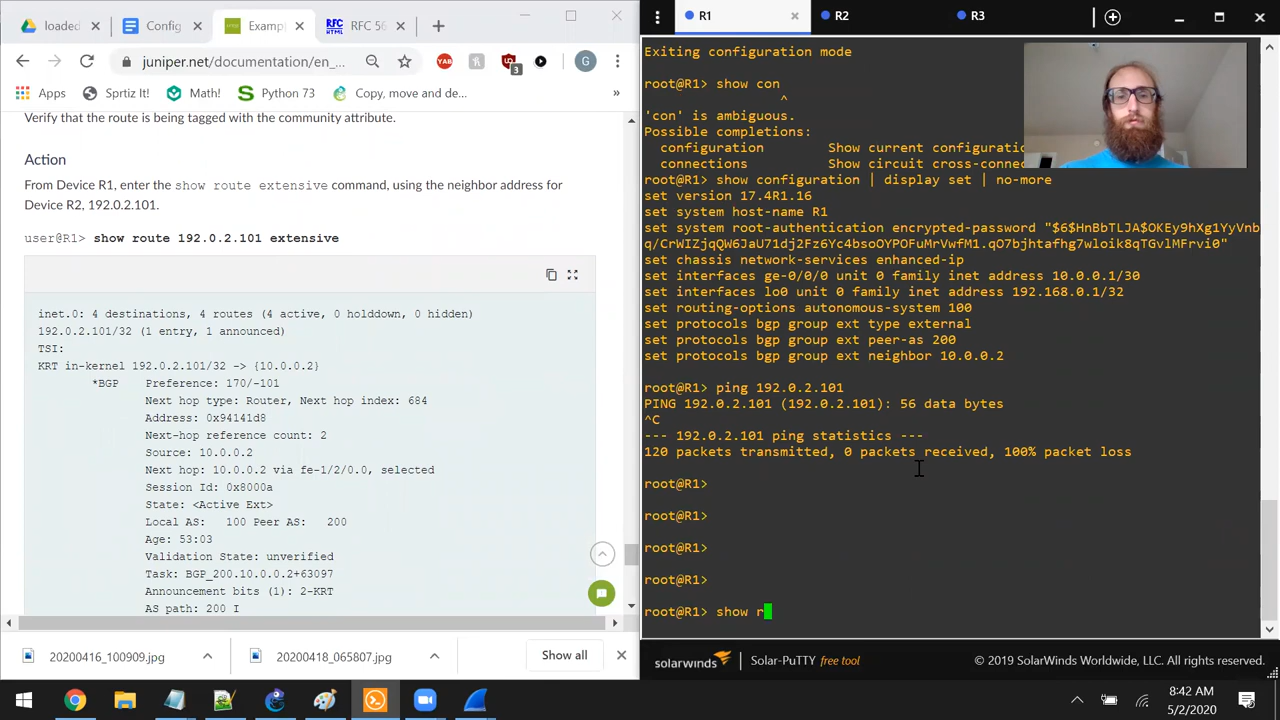 loaded
Config
Examp
RFC 56
juniper.net/documentation/en_...
3
G
Apps
Sprtiz It!
Math!
Python 73
Copy, move and de...
»
Verify that the route is being tagged with the community attribute.
Action
From Device R1, enter the show route extensive command, using the neighbor address for
Device R2, 192.0.2.101.
user@R1> show route 192.0.2.101 extensive
inet.0: 4 destinations, 4 routes (4 active, 0 holddown, 0 hidden)
192.0.2.101/32 (1 entry, 1 announced)
TSI:
KRT in-kernel 192.0.2.101/32 -> {10.0.0.2}
*BGP Preference: 170/-101
Next hop type: Router, Next hop index: 684
Address: 0x94141d8
Next-hop reference count: 2
Source: 10.0.0.2
Next hop: 10.0.0.2 via fe-1/2/0.0, selected
Session Id: 0x8000a
State: <Active Ext>
Local AS: 100 Peer AS: 200
Age: 53:03
Validation State: unverified
Task: BGP_200.10.0.0.2+63097
Announcement bits (1): 2-KRT
AS path: 200 I
20200416_100909.jpg
20200418_065807.jpg
Show all
R1
R2
R3
Exiting configuration mode
root@R1> show con
^
'con' is ambiguous.
Possible completions:
configuration Show current configuratio
connections Show circuit cross-connec
root@R1> show configuration | display set | no-more
set version 17.4R1.16
set system host-name R1
set system root-authentication encrypted-password "$6$HnBbTLJA$OKEy9hXg1YyVnb
q/CrWIZjqQW6JaU71dj2Fz6Yc4bsoOYPOFuMrVwfM1.qO7bjhtafhg7wloik8qTGvlMFrvi0"
set chassis network-services enhanced-ip
set interfaces ge-0/0/0 unit 0 family inet address 10.0.0.1/30
set interfaces lo0 unit 0 family inet address 192.168.0.1/32
set routing-options autonomous-system 100
set protocols bgp group ext type external
set protocols bgp group ext peer-as 200
set protocols bgp group ext neighbor 10.0.0.2
root@R1> ping 192.0.2.101
PING 192.0.2.101 (192.0.2.101): 56 data bytes
^C
--- 192.0.2.101 ping statistics ---
120 packets transmitted, 0 packets received, 100% packet loss
root@R1>
root@R1>
root@R1>
root@R1>
root@R1> show r
solarwinds
Solar-PuTTY free tool
© 2019 SolarWinds Worldwide, LLC. All rights reserved.
8:42 AM
5/2/2020